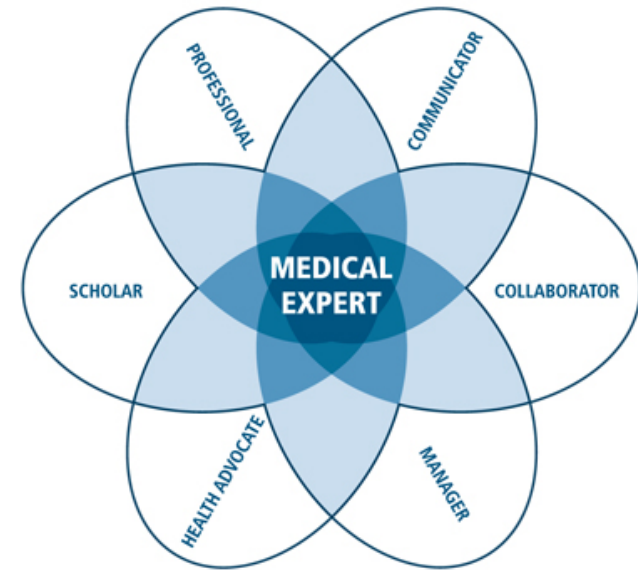 PROFESSIONAL
COMMUNICATOR
SCHOLAR
MEDICAL
EXPERT
COLLABORATOR
HEALTH ADVOCATE
MANAGER